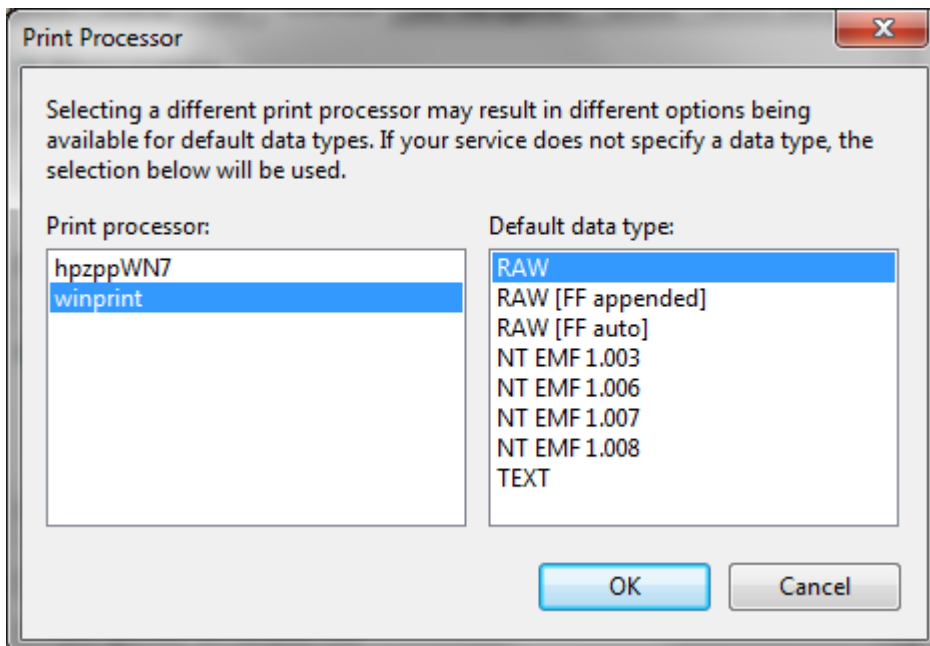 Print Processor
Selecting a different print processor may result in different options being
available for default data types. If your service does not specify a data type, the
selection below will be used.
Print processor:
hpzppWN7
winprint
Default data type:
RAW
RAW [FF appended]
RAW [FF auto]
NT EMF 1.003
NT EMF 1.006
NT EMF 1.007
NT EMF 1.008
TEXT
OK
Cancel